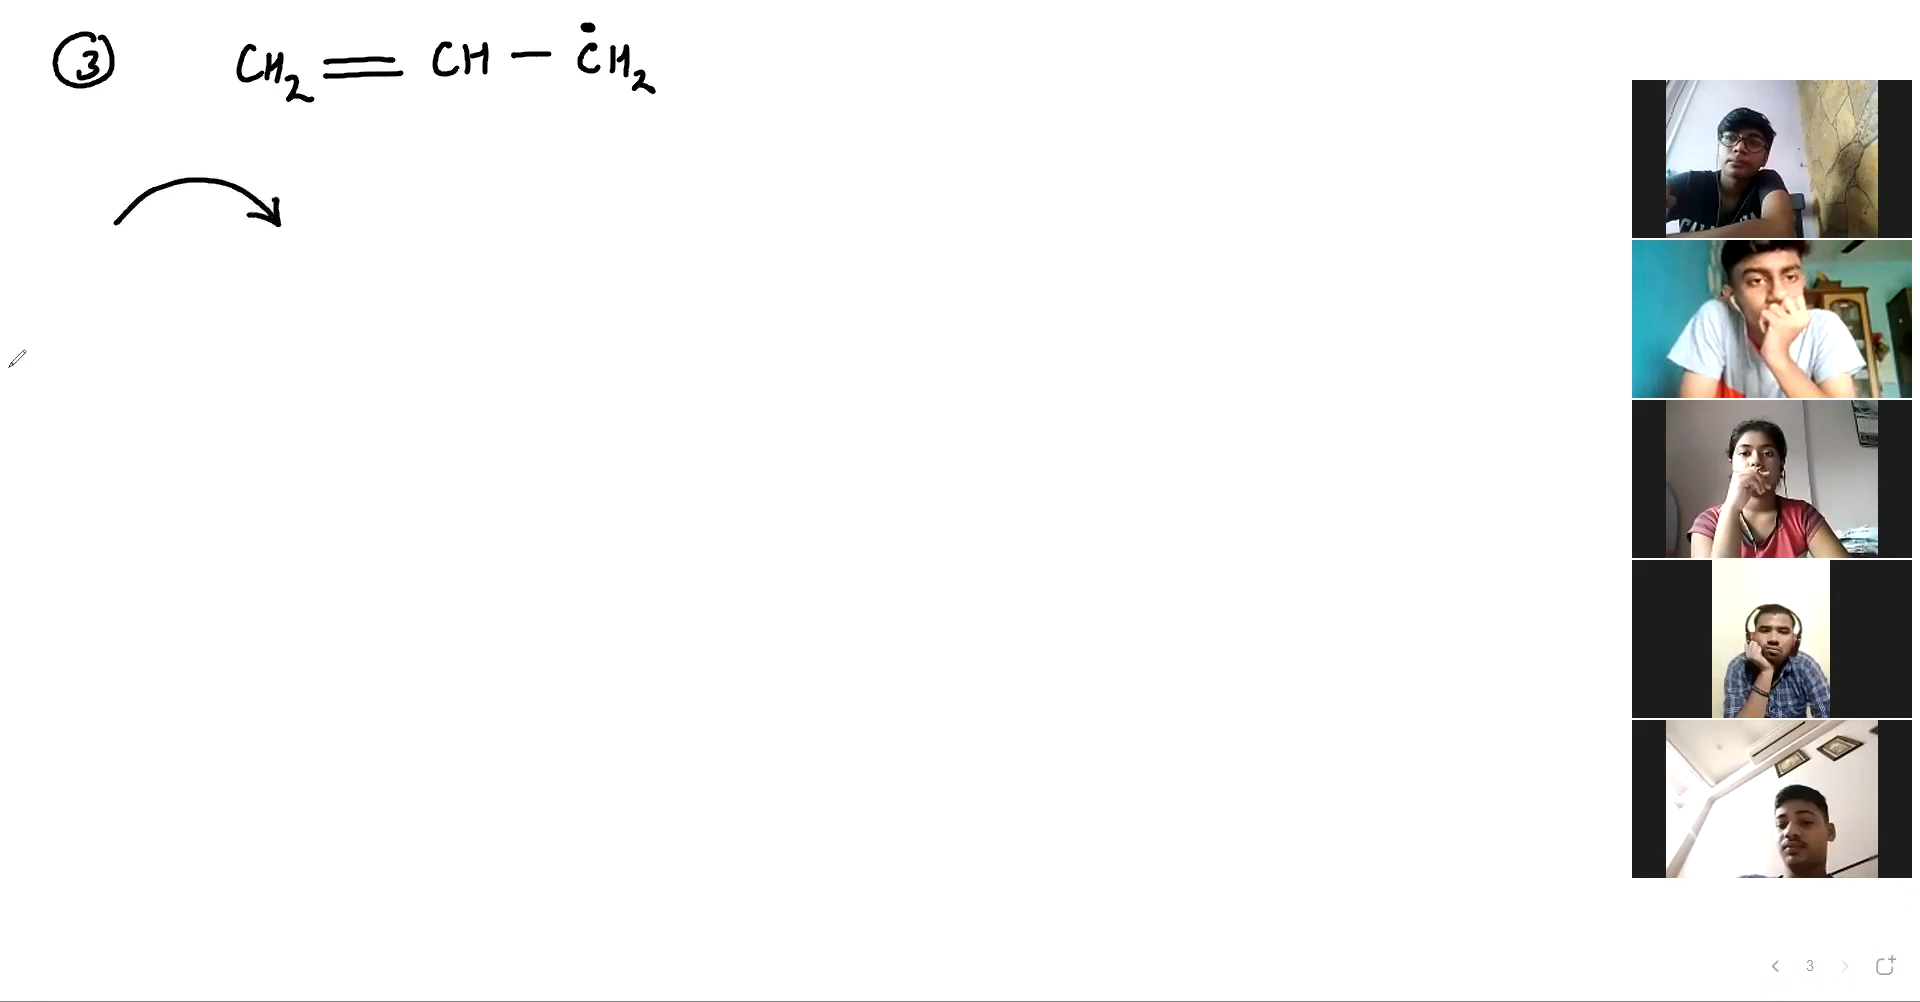 ③ CH₂ = CH – ĊH₂
3